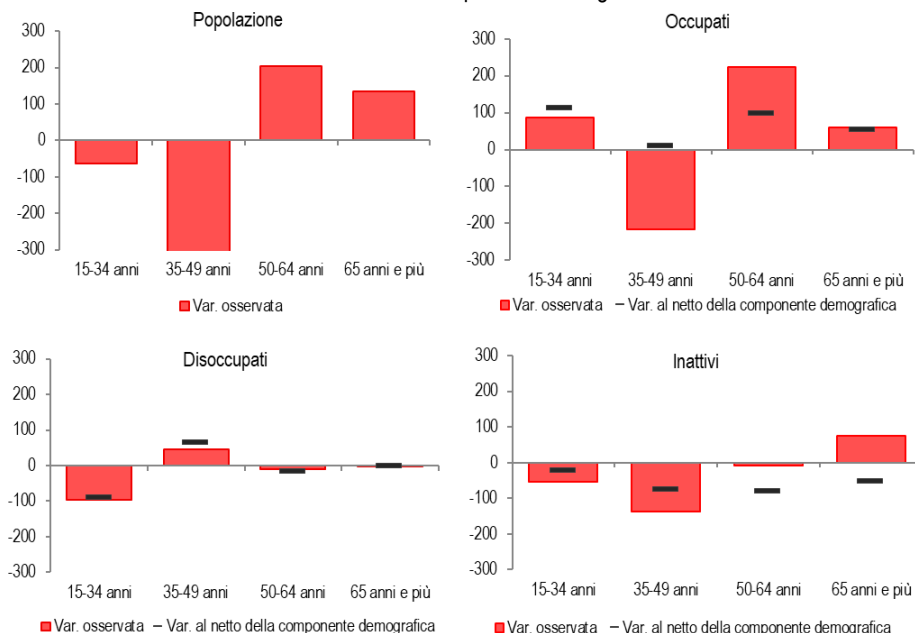 Popolazione
300
200
100
0
-100
-200
-300
15-34 anni 35-49 anni 50-64 anni 65 anni e più
Var. osservata
Occupati
300
200
100
0
-100
-200
-300
15-34 anni 35-49 anni 50-64 anni 65 anni e più
Var. osservata Var. al netto della componente demografica
Disoccupati
300
200
100
0
-100
-200
-300
15-34 anni 35-49 anni 50-64 anni 65 anni e più
Var. osservata Var. al netto della componente demografica
Inattivi
300
200
100
0
-100
-200
-300
15-34 anni 35-49 anni 50-64 anni 65 anni e più
Var. osservata Var. al netto della componente demografica